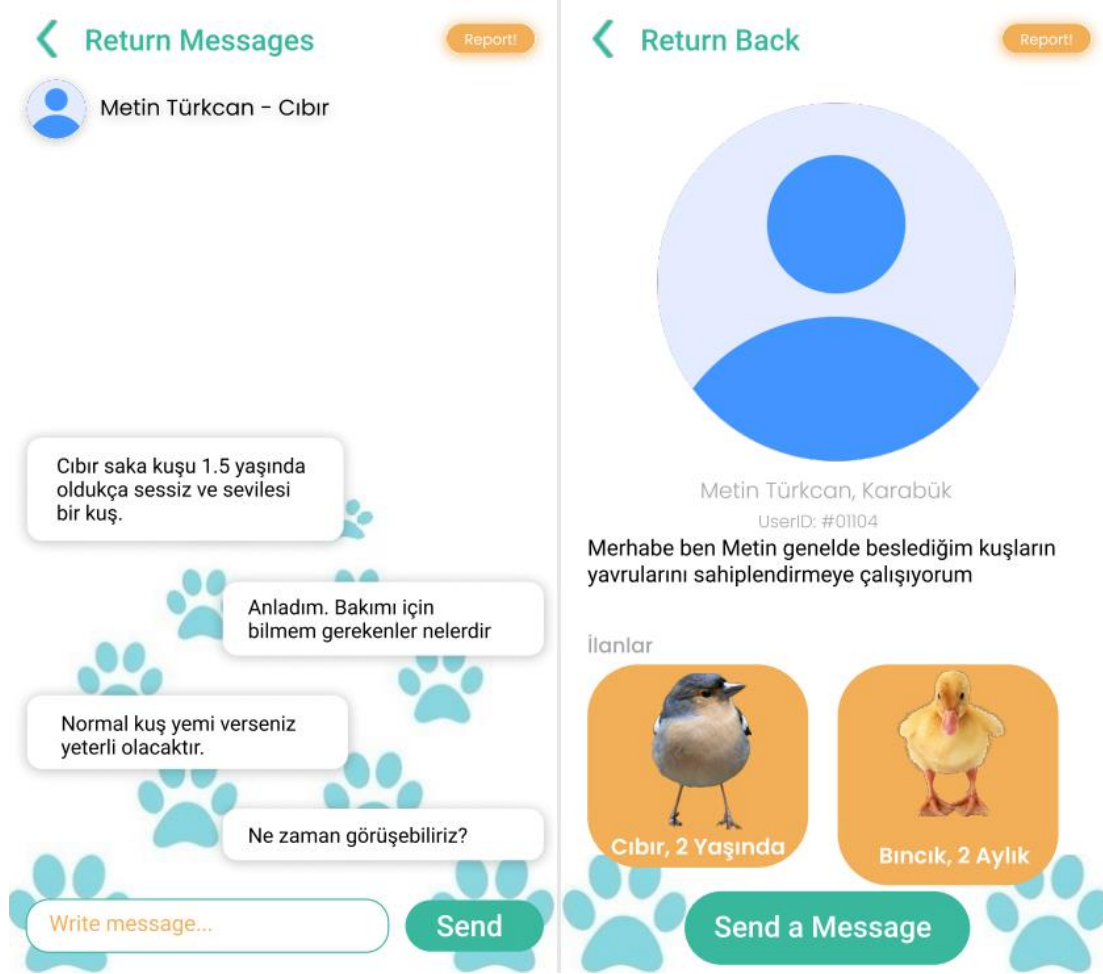 Return Messages
Report!
Metin Türkcan - Cıbır
Cıbır saka kuşu 1.5 yaşında
oldukça sessiz ve sevilesi
bir kuş.
Anladım. Bakımı için
bilmem gerekenler nelerdir
Normal kuş yemi verseniz
yeterli olacaktır.
Ne zaman görüşebiliriz?
Write message...
Send
Return Back
Report!
Metin Türkcan, Karabük
UserID: #01104
Merhabe ben Metin genelde beslediğim kuşların
yavrularını sahiplendirmeye çalışıyorum
İlanlar
Cıbır, 2 Yaşında
Bıncık, 2 Aylık
Send a Message